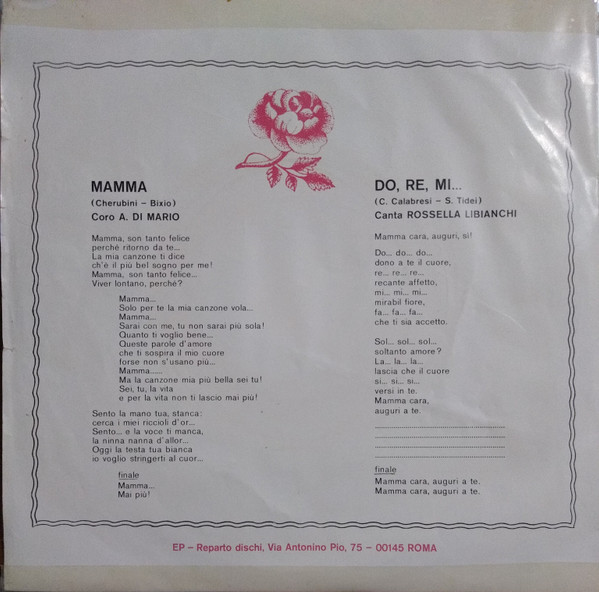 MAMMA
(Cherubini – Bixio)
Coro A. DI MARIO
Mamma, son tanto felice
perché ritorno da te...
La mia canzone ti dice
ch'è il più bel sogno per me!
Mamma, son tanto felice...
Viver lontano, perché?
Mamma...
Solo per te la mia canzone vola...
Mamma...
Sarai con me, tu non sarai più sola!
Quanto ti voglio bene...
Queste parole d'amore
che ti sospira il mio cuore
forse non s'usano più...
Mamma......
Ma la canzone mia più bella sei tu!
Sei, tu, la vita
e per la vita non ti lascio mai più!
Sento la mano tua, stanca:
cerca i miei riccioli d'or...
Sento... e la voce ti manca,
la ninna nanna d'allor...
Oggi la testa tua bianca
io voglio stringerti al cuor...
finale
Mamma...
Mai più!
DO, RE, MI...
(C. Calabresi – S. Tidei)
Canta ROSSELLA LIBIANCHI
Mamma cara, auguri, sì!
Do... do... do...
dono a te il cuore,
re... re... re...
recante affetto,
mi... mi... mi...
mirabil fiore,
fa... fa... fa...
che ti sia accetto.
Sol... sol... sol...
soltanto amore?
La... la... la...
lascia che il cuore
si... si... si...
versi in te.
Mamma cara,
auguri a te.
finale
Mamma cara, auguri a te.
Mamma cara, auguri a te.
EP – Reparto dischi, Via Antonino Pio, 75 – 00145 ROMA